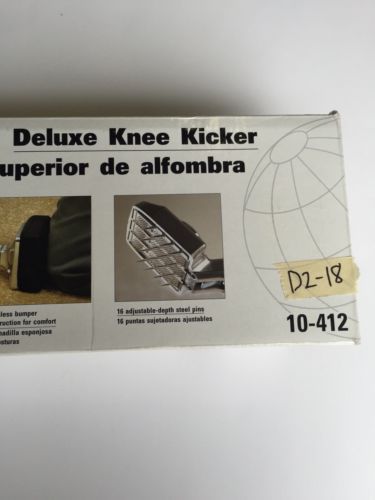 Deluxe Knee Kicker
uperior de alfombra
less bumper
ruction for comfort
nadilla esponjosa
osturas
16 adjustable-depth steel pins
16 puntas sujetadoras ajustables
D2-18
10-412